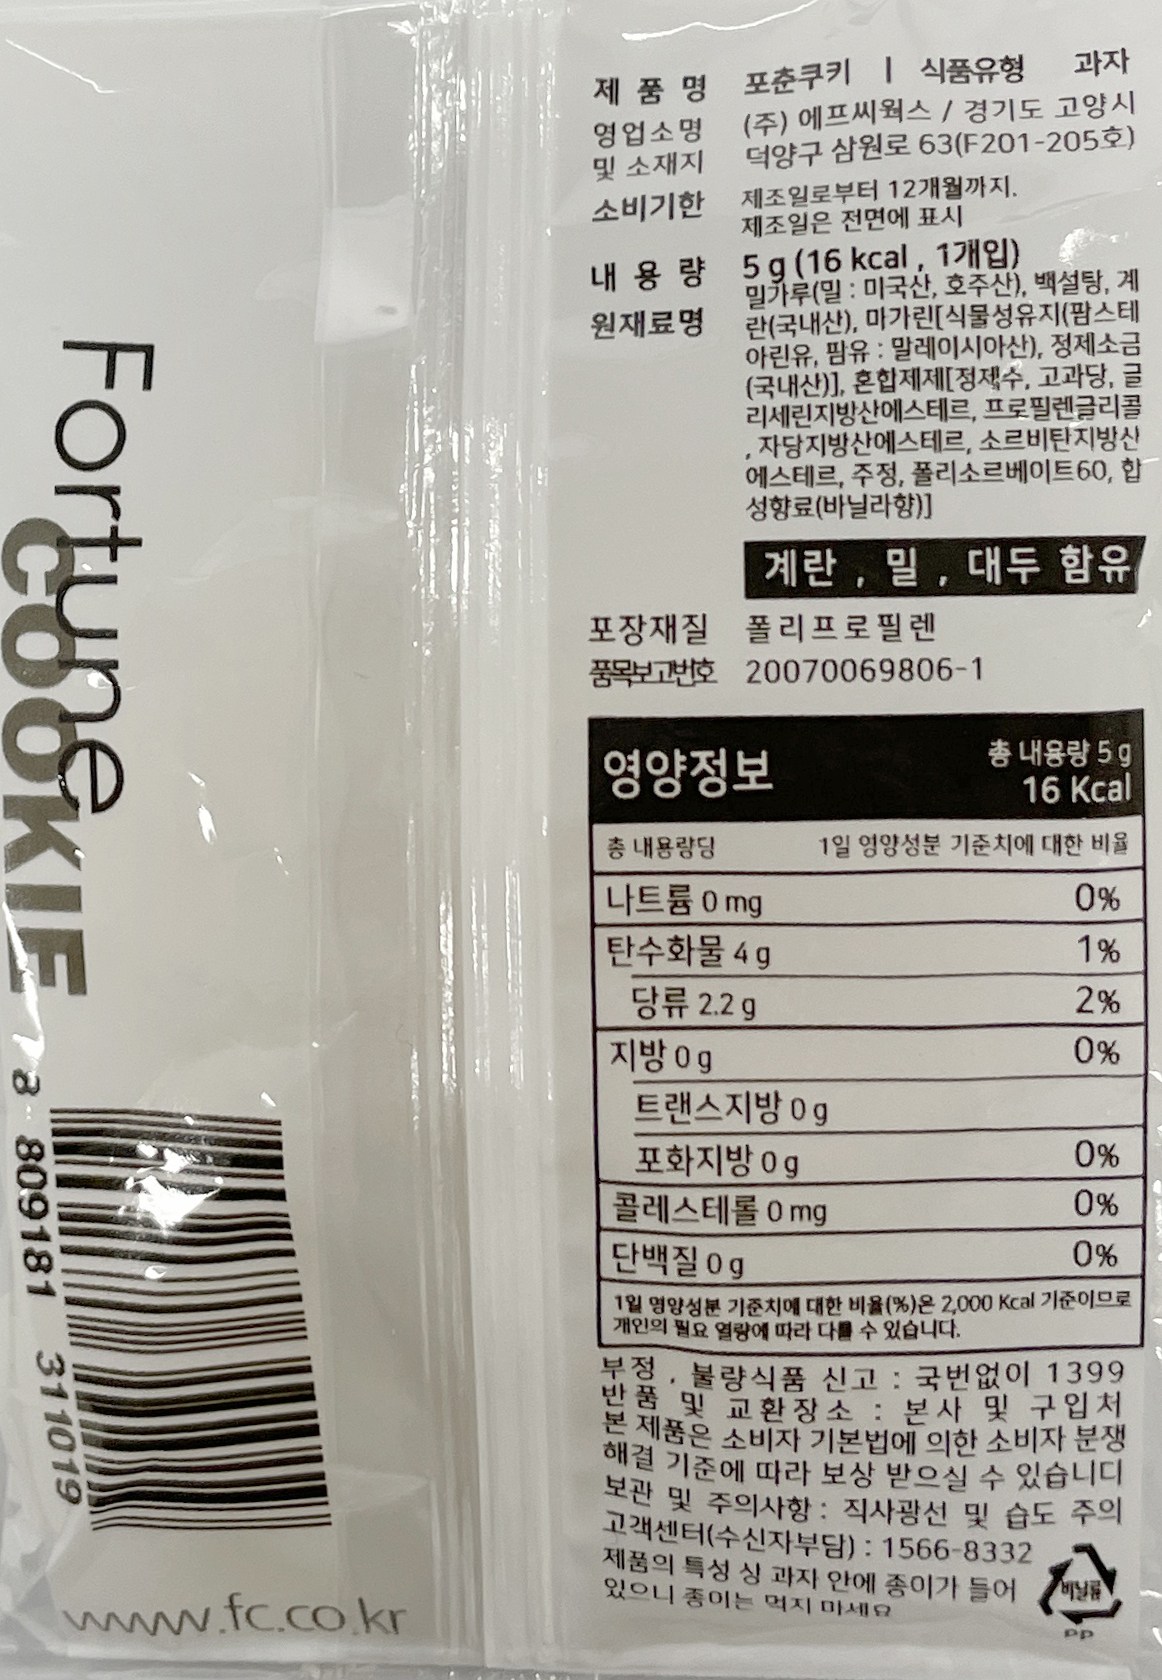 Fortune
COOKIE
8 809181 311019
www.fc.co.kr
제 품 명 포춘쿠키 | 식품유형 과자
영업소명 (주) 에프씨웍스 / 경기도 고양시
및 소재지 덕양구 삼원로 63(F201-205호)
소비기한 제조일로부터 12개월까지.
제조일은 전면에 표시
내 용 량 5 g (16 kcal , 1개입)
원재료명 밀가루(밀 : 미국산, 호주산), 백설탕, 계
란(국내산), 마가린[식물성유지(팜스테
아린유, 팜유 : 말레이시아산), 정제소금
(국내산)], 혼합제제[정제수, 고과당, 글
리세린지방산에스테르, 프로필렌글리콜
, 자당지방산에스테르, 소르비탄지방산
에스테르, 주정, 폴리소르베이트60, 합
성향료(바닐라향)]
계란 , 밀 , 대두 함유
포장재질 폴리프로필렌
품목보고번호 20070069806-1
영양정보 총 내용량 5 g
16 Kcal
총 내용량당 1일 영양성분 기준치에 대한 비율
나트륨 0 mg 0%
탄수화물 4 g 1%
당류 2.2 g 2%
지방 0 g 0%
트랜스지방 0 g
포화지방 0 g 0%
콜레스테롤 0 mg 0%
단백질 0 g 0%
1일 영양성분 기준치에 대한 비율(%)은 2,000 Kcal 기준이므로
개인의 필요 열량에 따라 다를 수 있습니다.
부정 , 불량식품 신고 : 국번없이 1399
반품 및 교환장소 : 본사 및 구입처
본 제품은 소비자 기본법에 의한 소비자 분쟁
해결 기준에 따라 보상 받으실 수 있습니다
보관 및 주의사항 : 직사광선 및 습도 주의
고객센터(수신자부담) : 1566-8332
제품의 특성 상 과자 안에 종이가 들어
있으니 종이는 먹지 마세요
비닐류
PP